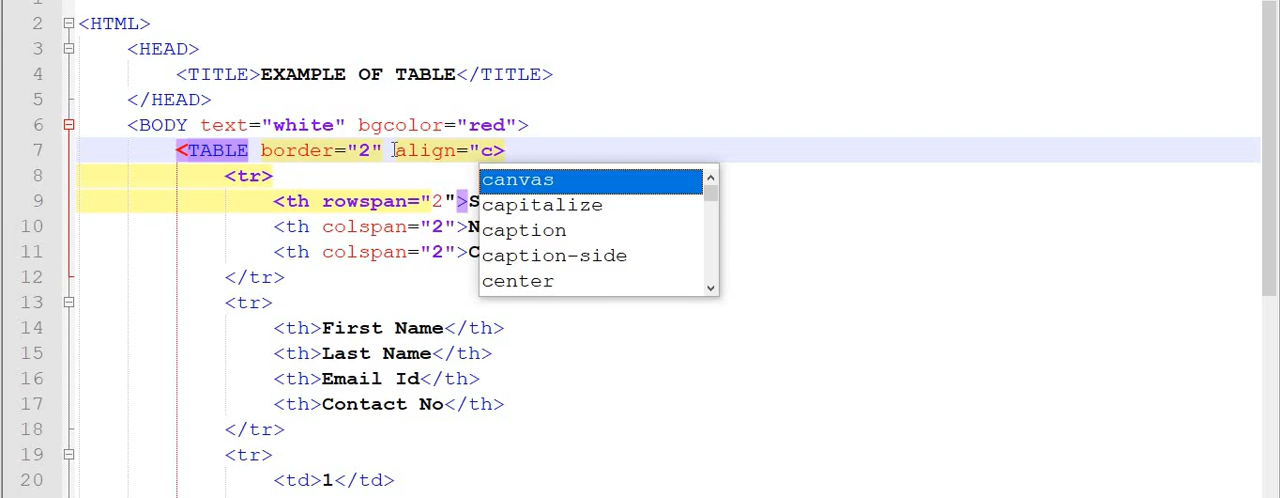 2 <HTML>
3 <HEAD>
4 <TITLE>EXAMPLE OF TABLE</TITLE>
5 </HEAD>
6 <BODY text="white" bgcolor="red">
7 <TABLE border="2" align="c>
8 <tr>
canvas
9 <th rowspan="2">S
capitalize
10 <th colspan="2">N
caption
11 <th colspan="2">C
caption-side
12 </tr>
center
13 <tr>
14 <th>First Name</th>
15 <th>Last Name</th>
16 <th>Email Id</th>
17 <th>Contact No</th>
18 </tr>
19 <tr>
20 <td>1</td>